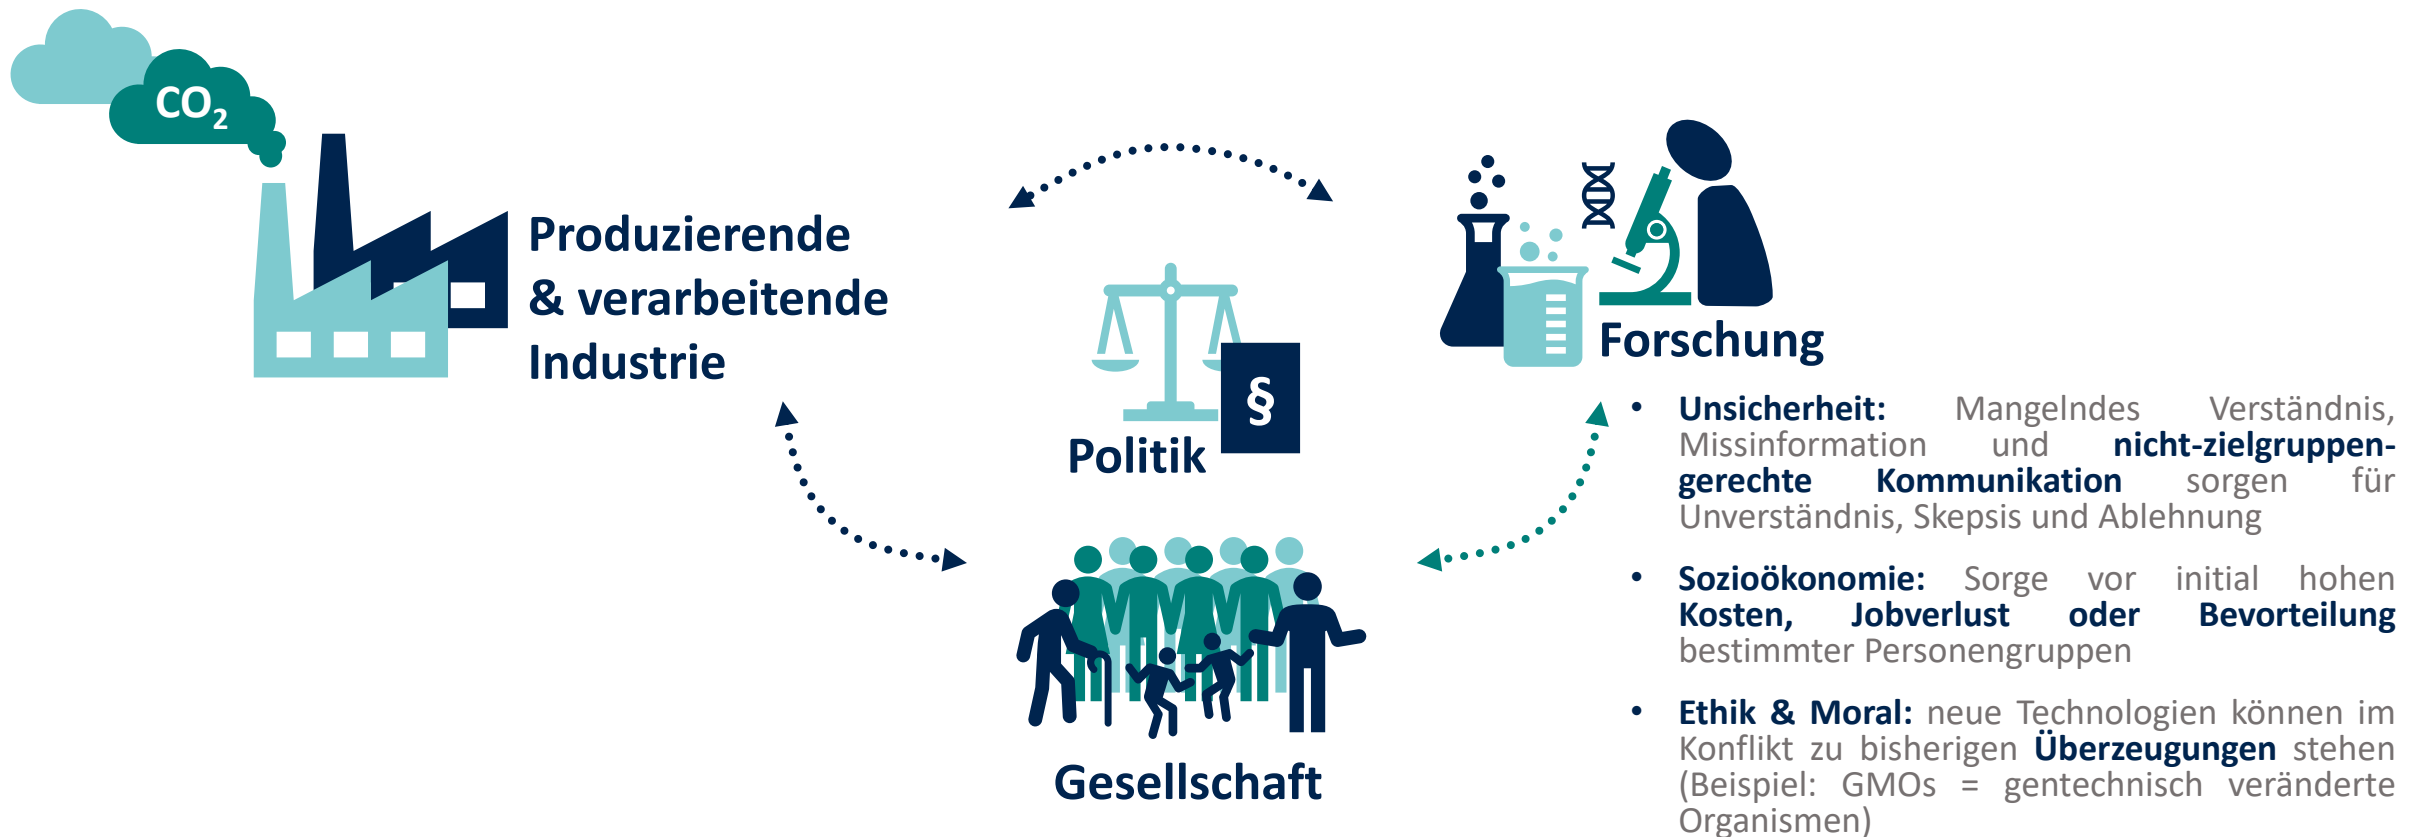 CO₂
Produzierende
& verarbeitende
Industrie
Politik
§
Gesellschaft
Forschung
• Unsicherheit: Mangelndes Verständnis,
Missinformation und nicht-zielgruppen-
gerechte Kommunikation sorgen für
Unverständnis, Skepsis und Ablehnung
• Sozioökonomie: Sorge vor initial hohen
Kosten, Jobverlust oder Bevorteilung
bestimmter Personengruppen
• Ethik & Moral: neue Technologien können im
Konflikt zu bisherigen Überzeugungen stehen
(Beispiel: GMOs = gentechnisch veränderte
Organismen)